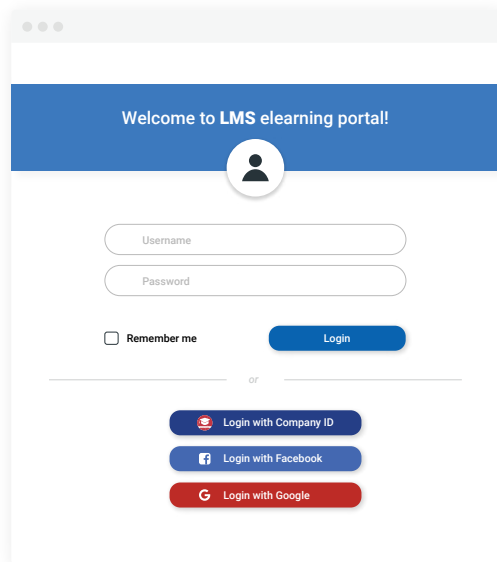 Welcome to LMS elearning portal!
Username
Password
Remember me
Login
or
Login with Company ID
Login with Facebook
Login with Google